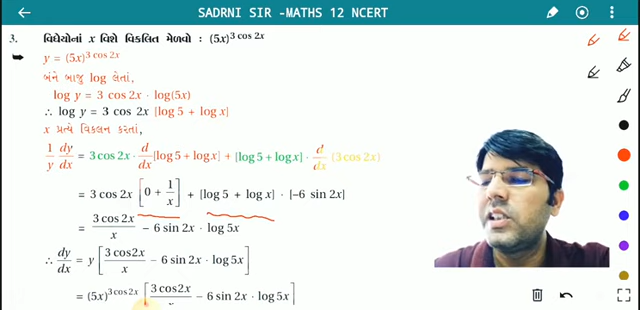 SADRNI SIR -MATHS 12 NCERT
3. વિધેયોનાં x વિશે વિકલિત મેળવો : (5x)^{3 cos 2x}
y = (5x)^{3 cos 2x}
બંને બાજુ log લેતાં
log y = 3 cos 2x · log(5x)
∴ log y = 3 cos 2x [log 5 + log x]
x પ્રત્યે વિકલન કરતાં,
1/y dy/dx = 3 cos 2x · d/dx [log 5 + log x] + [log 5 + log x] · d/dx (3 cos 2x)
= 3 cos 2x [0 + 1/x] + [log 5 + log x] · [-6 sin 2x]
= 3 cos 2x/x − 6 sin 2x · log 5x
∴ dy/dx = y [3 cos2x/x − 6 sin 2x · log 5x]
= (5x)^{3 cos 2x} [3 cos2x/x − 6 sin 2x · log 5x]